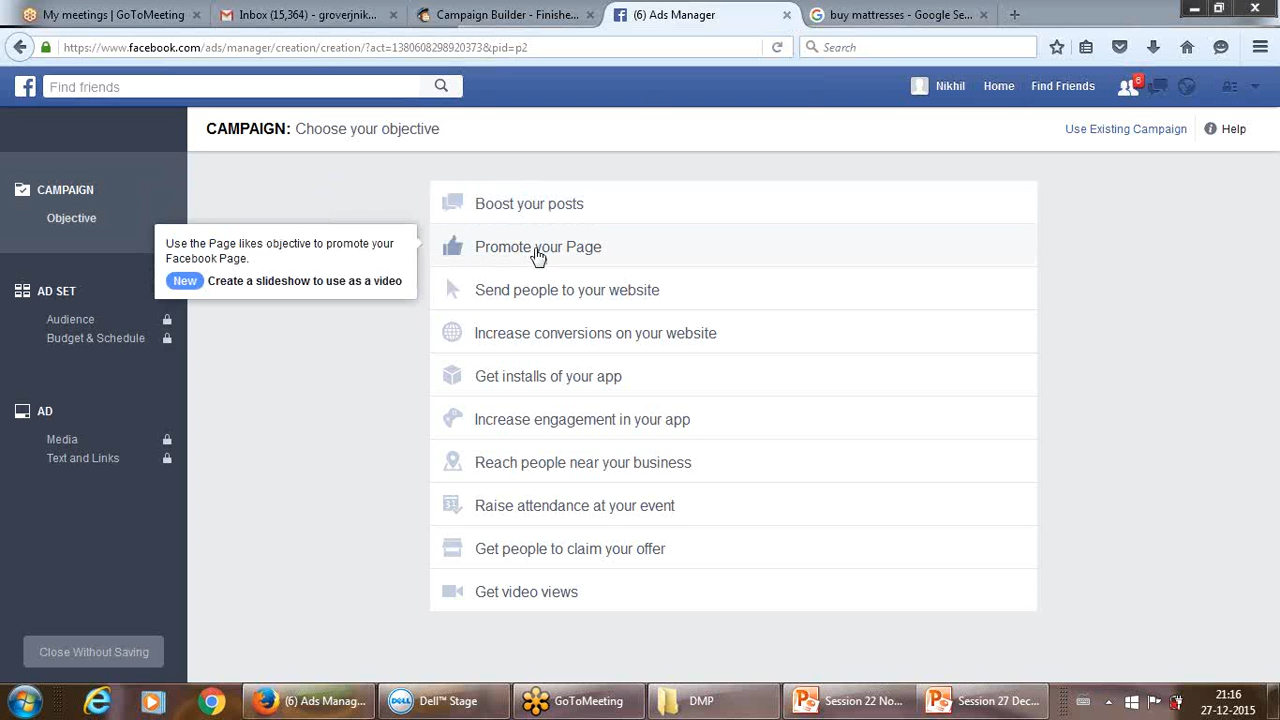 My meetings | GoToMeeting
Inbox (15,364) - groverjnik...
Campaign Builder - Finishe...
(6) Ads Manager
buy mattresses - Google Se...
https://www.facebook.com/ads/manager/creation/creation/?act=1380608298920373&pid=p2
Search
Find friends
Nikhil
Home
Find Friends
6
CAMPAIGN: Choose your objective
Use Existing Campaign
Help
CAMPAIGN
Objective
AD SET
Audience
Budget & Schedule
AD
Media
Text and Links
Close Without Saving
Use the Page likes objective to promote your
Facebook Page.
New Create a slideshow to use as a video
Boost your posts
Promote your Page
Send people to your website
Increase conversions on your website
Get installs of your app
Increase engagement in your app
Reach people near your business
31
Raise attendance at your event
Get people to claim your offer
Get video views
(6) Ads Manag...
DELL
Dell™ Stage
GoToMeeting
DMP
Session 22 No...
Session 27 Dec...
21:16
27-12-2015